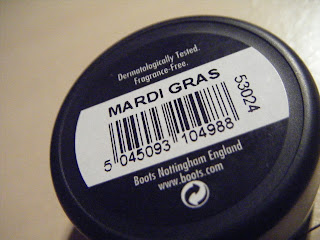 Dermatologically Tested.
Fragrance-Free.
MARDI GRAS
53024
5 045093 104988
Boots Nottingham England
www.boots.com